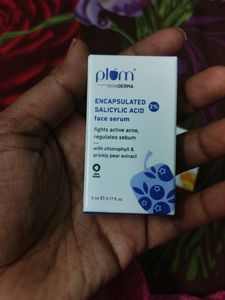 plum
DERMA
ENCAPSULATED
SALICYLIC ACID 2%
face serum
fights active acne,
regulates sebum
with chlorophyll &
prickly pear extract
5 ml e 0.17 fl oz.